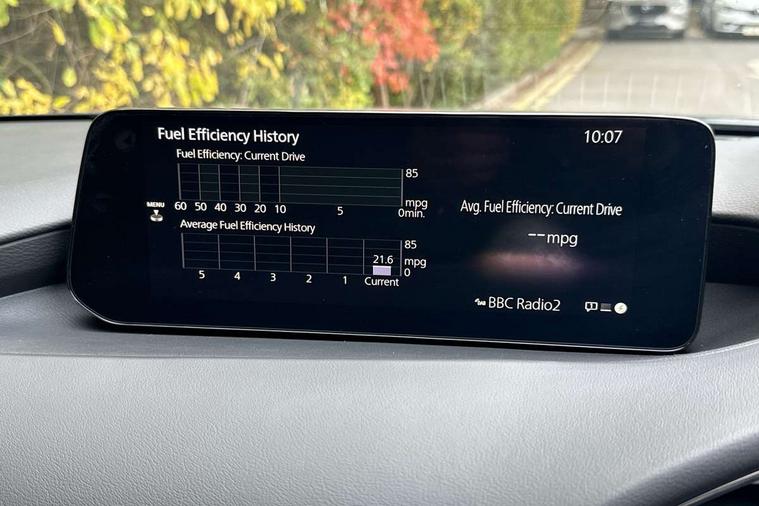 Fuel Efficiency History
10:07
Fuel Efficiency: Current Drive
85
mpg
60 50 40 30 20 10 5 0min.
MENU
Average Fuel Efficiency History
85
21.6
mpg
0
5 4 3 2 1 Current
Avg. Fuel Efficiency: Current Drive
--mpg
BBC Radio2